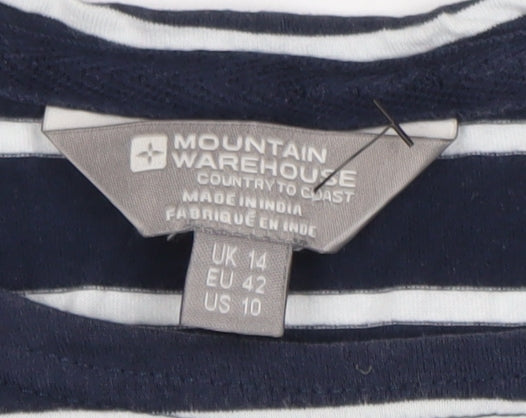 MOUNTAIN
WAREHOUSE
COUNTRY TO COAST
MADE IN INDIA
FABRIQUÉ EN INDE
UK 14
EU 42
US 10